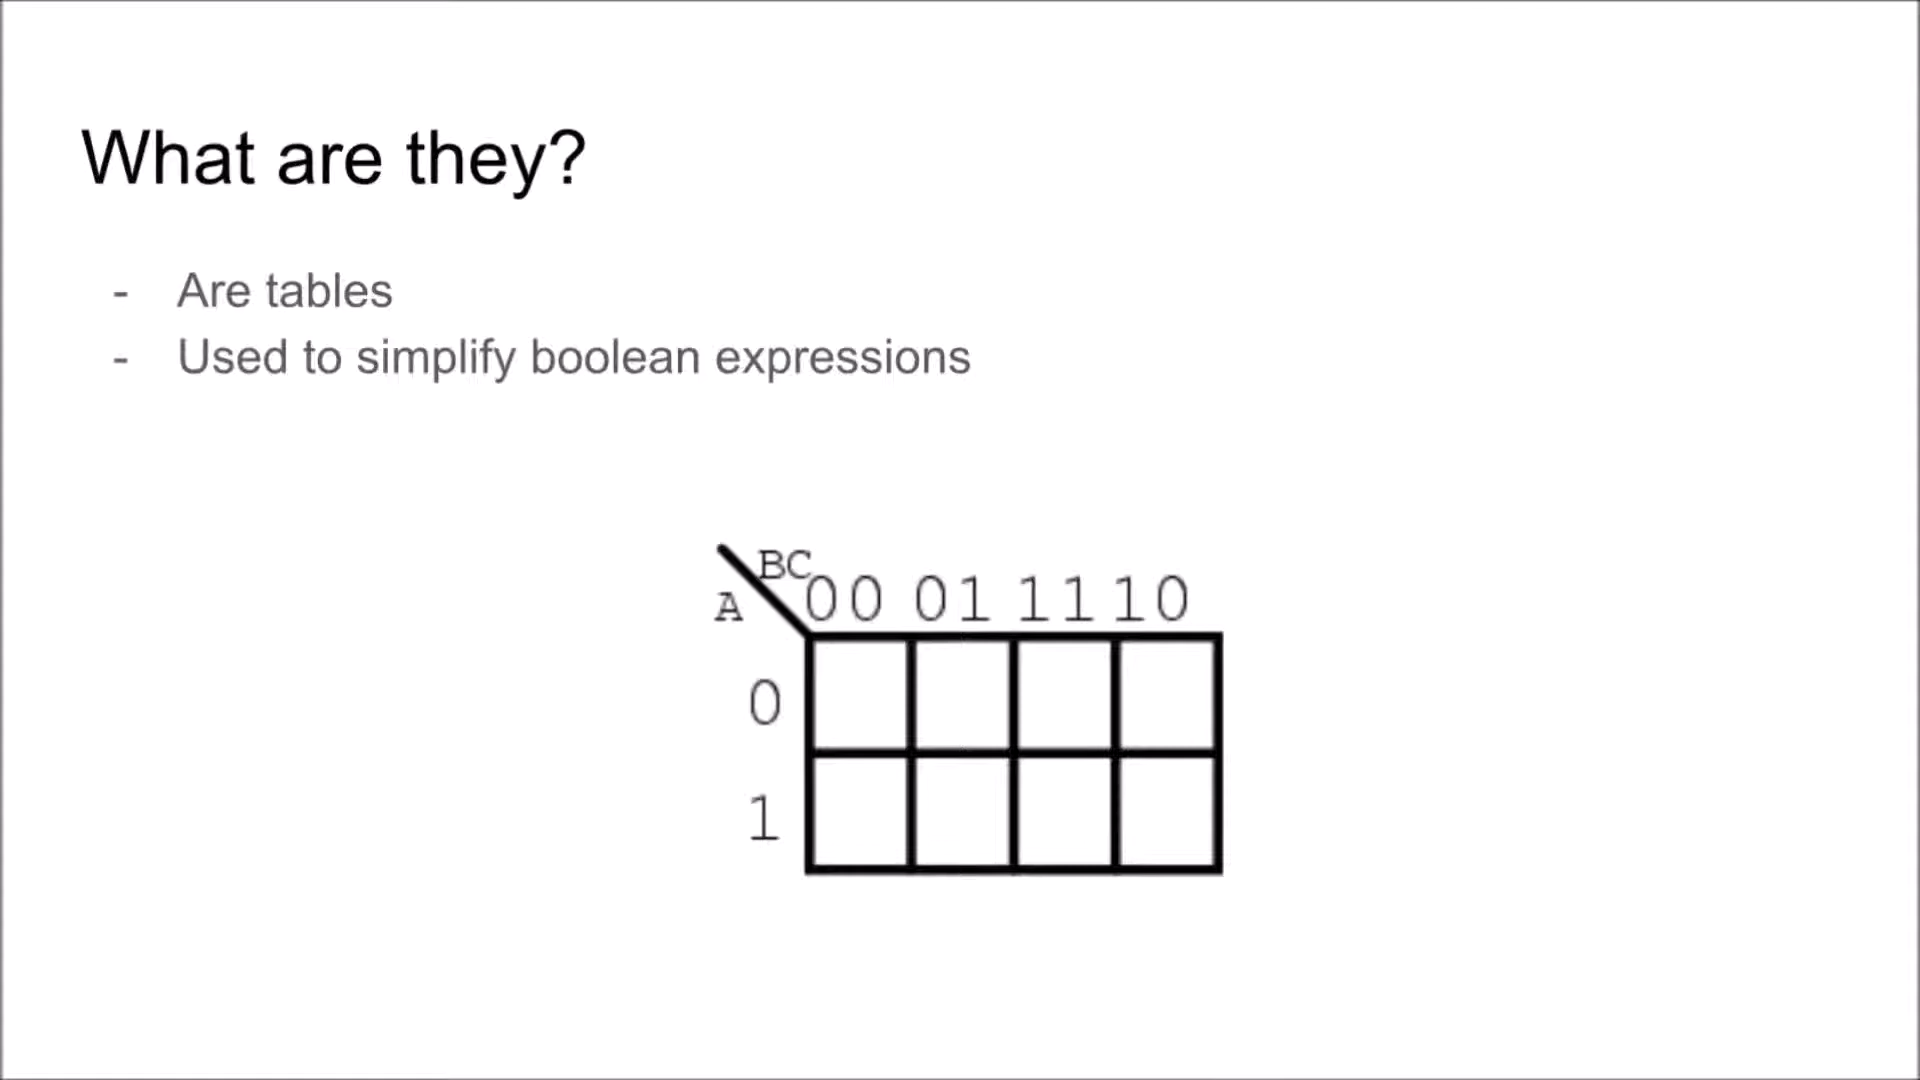 What are they?
- Are tables
- Used to simplify boolean expressions
BC
A 00 01 11 10
0
1